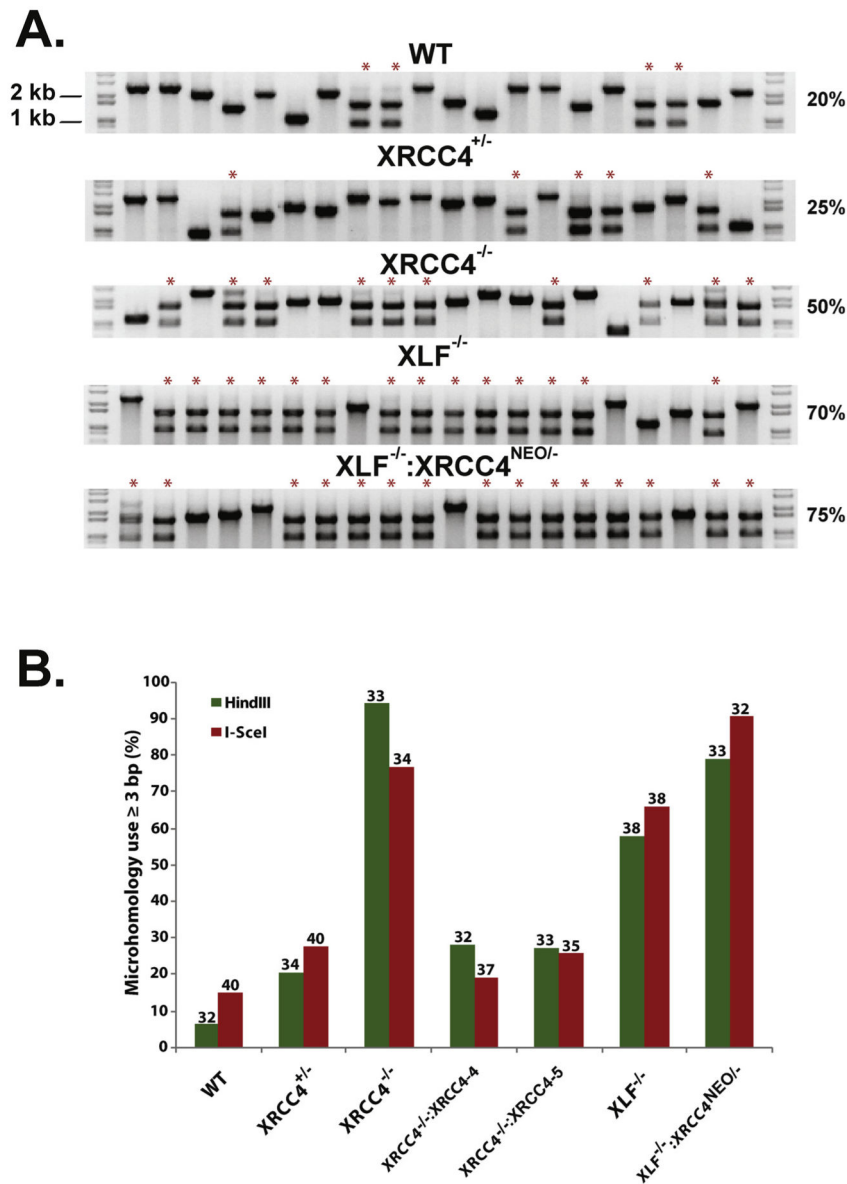 A.
WT
* * * *
2 kb
1 kb
20%
XRCC4+/-
* * * * *
25%
XRCC4-/-
* * * * * * * * * *
50%
XLF-/-
* * * * * * * * * * * * * *
70%
XLF-/-:XRCC4NEO/-
* * * * * * * * * * * * * * *
75%
B.
Microhomology use ≥ 3 bp (%)
100
90
80
70
60
50
40
30
20
10
0
HindIII
I-SceI
32
40
34
40
33
34
32
37
33
35
38
38
33
32
WT
XRCC4+/-
XRCC4-/-
XRCC4-/-:XRCC4-4
XRCC4-/-:XRCC4-5
XLF-/-
XLF-/-:XRCC4NEO/-